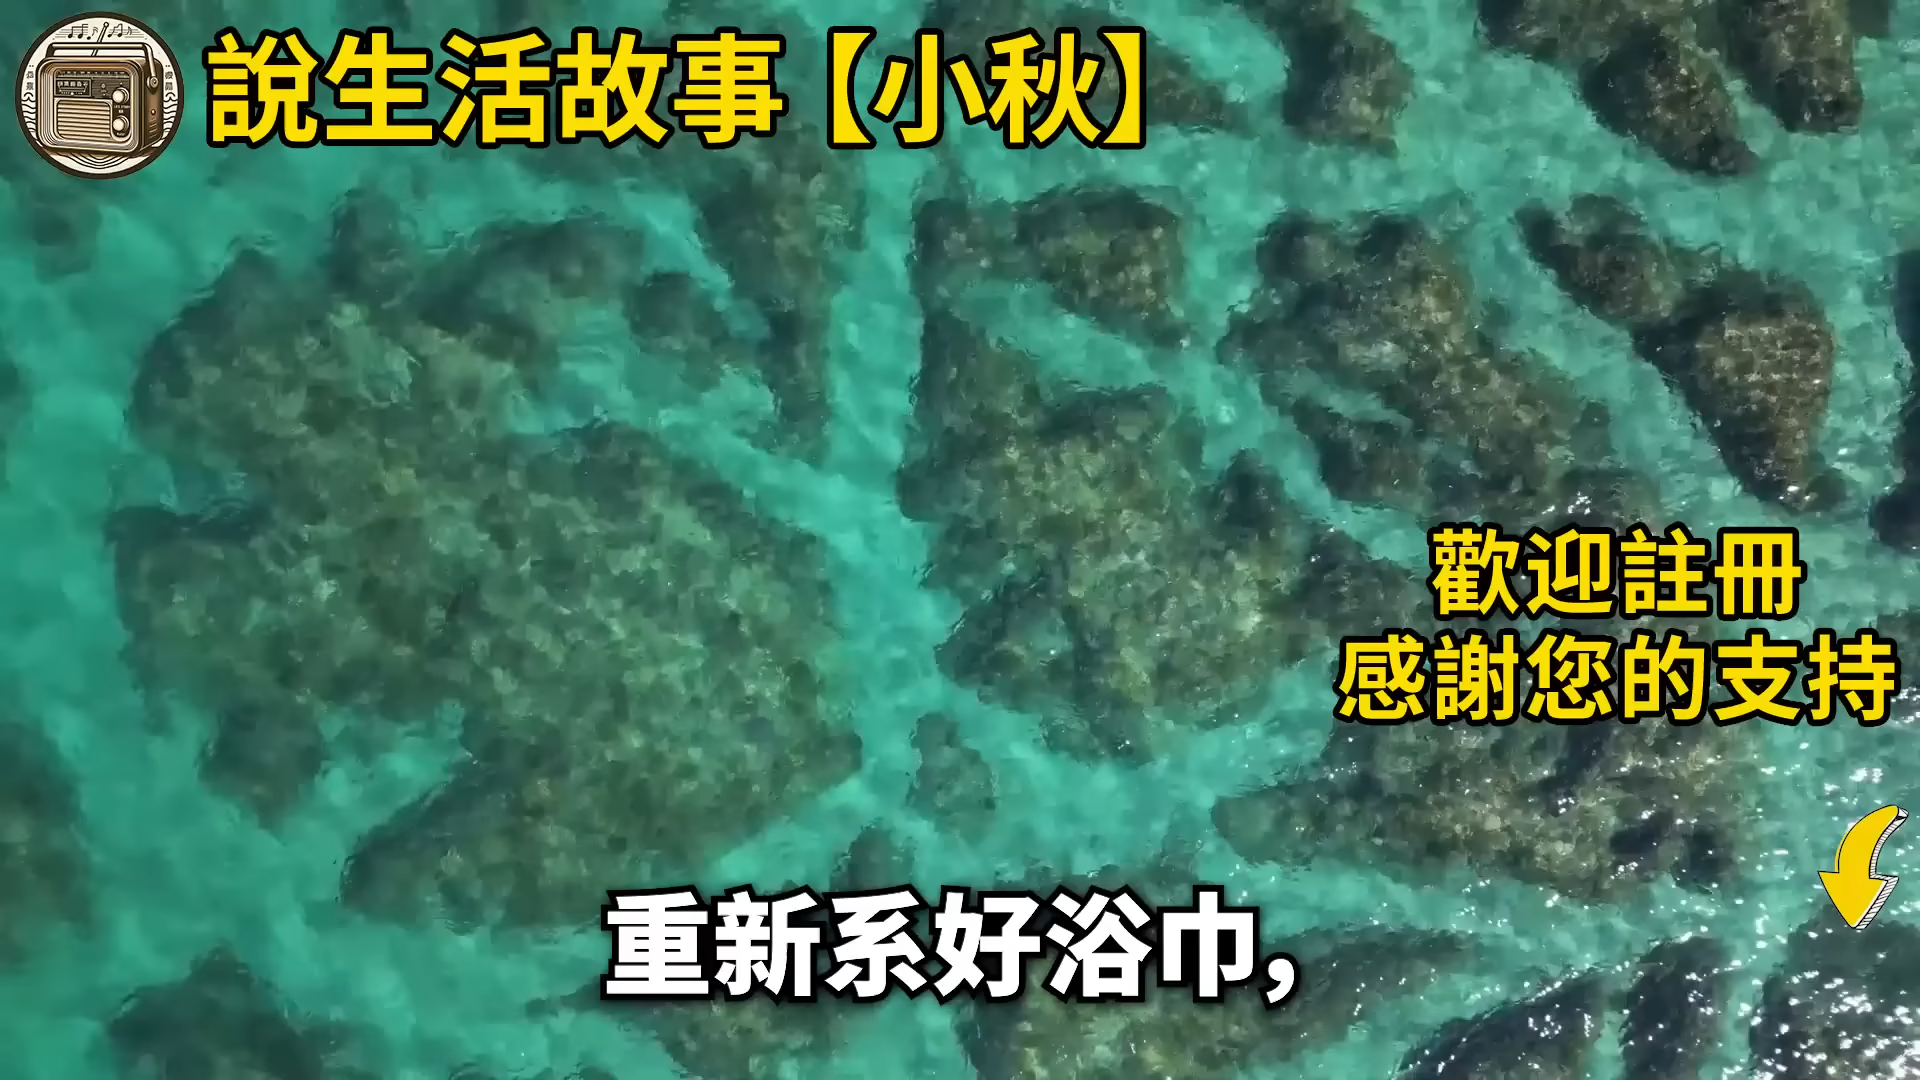 說生活故事【小秋】
歡迎註冊
感謝您的支持
重新系好浴巾,